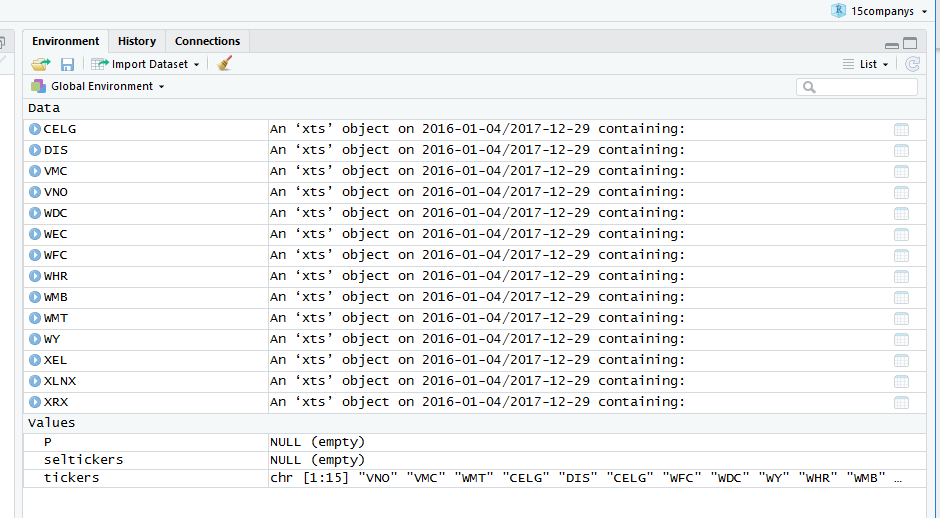 15companys
Environment History Connections
Import Dataset List
Global Environment
Data
CELG An ‘xts’ object on 2016-01-04/2017-12-29 containing:
DIS An ‘xts’ object on 2016-01-04/2017-12-29 containing:
VMC An ‘xts’ object on 2016-01-04/2017-12-29 containing:
VNO An ‘xts’ object on 2016-01-04/2017-12-29 containing:
WDC An ‘xts’ object on 2016-01-04/2017-12-29 containing:
WEC An ‘xts’ object on 2016-01-04/2017-12-29 containing:
WFC An ‘xts’ object on 2016-01-04/2017-12-29 containing:
WHR An ‘xts’ object on 2016-01-04/2017-12-29 containing:
WMB An ‘xts’ object on 2016-01-04/2017-12-29 containing:
WMT An ‘xts’ object on 2016-01-04/2017-12-29 containing:
WY An ‘xts’ object on 2016-01-04/2017-12-29 containing:
XEL An ‘xts’ object on 2016-01-04/2017-12-29 containing:
XLNX An ‘xts’ object on 2016-01-04/2017-12-29 containing:
XRX An ‘xts’ object on 2016-01-04/2017-12-29 containing:
Values
P NULL (empty)
seltickers NULL (empty)
tickers chr [1:15] "VNO" "VMC" "WMT" "CELG" "DIS" "CELG" "WFC" "WDC" "WY" "WHR" "WMB" …